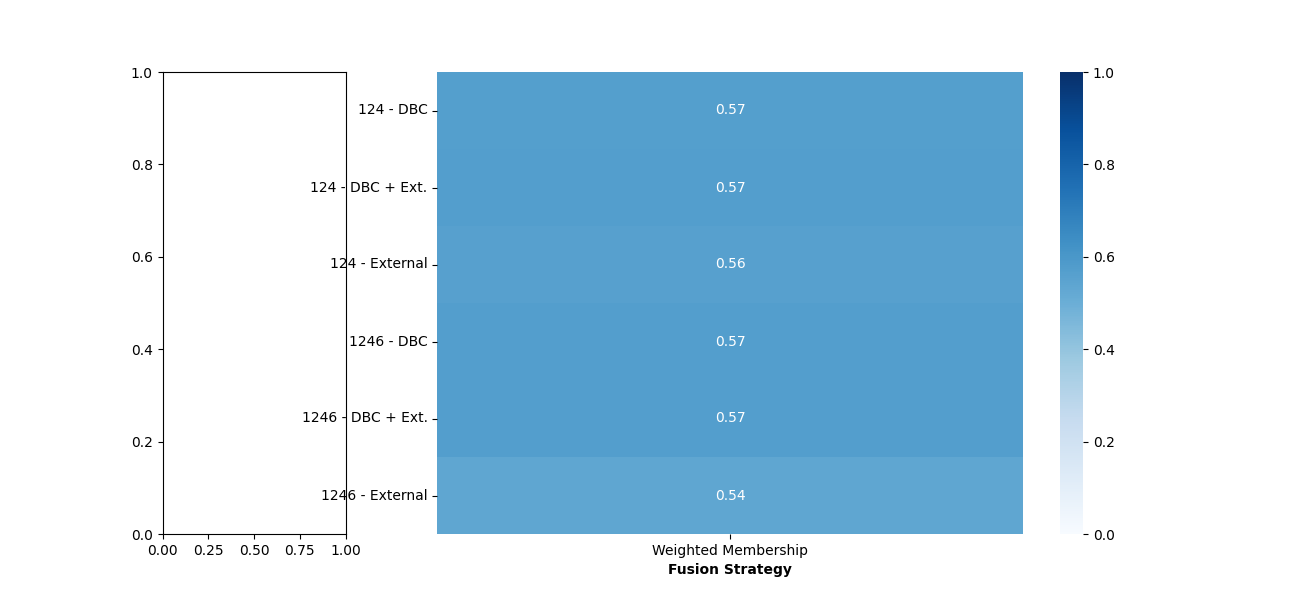 1.0
0.8
0.6
0.4
0.2
0.0
0.00 0.25 0.50 0.75 1.00
124 - DBC
124 - DBC + Ext.
124 - External
1246 - DBC
1246 - DBC + Ext.
1246 - External
0.57
0.57
0.56
0.57
0.57
0.54
Weighted Membership
Fusion Strategy
1.0
0.8
0.6
0.4
0.2
0.0